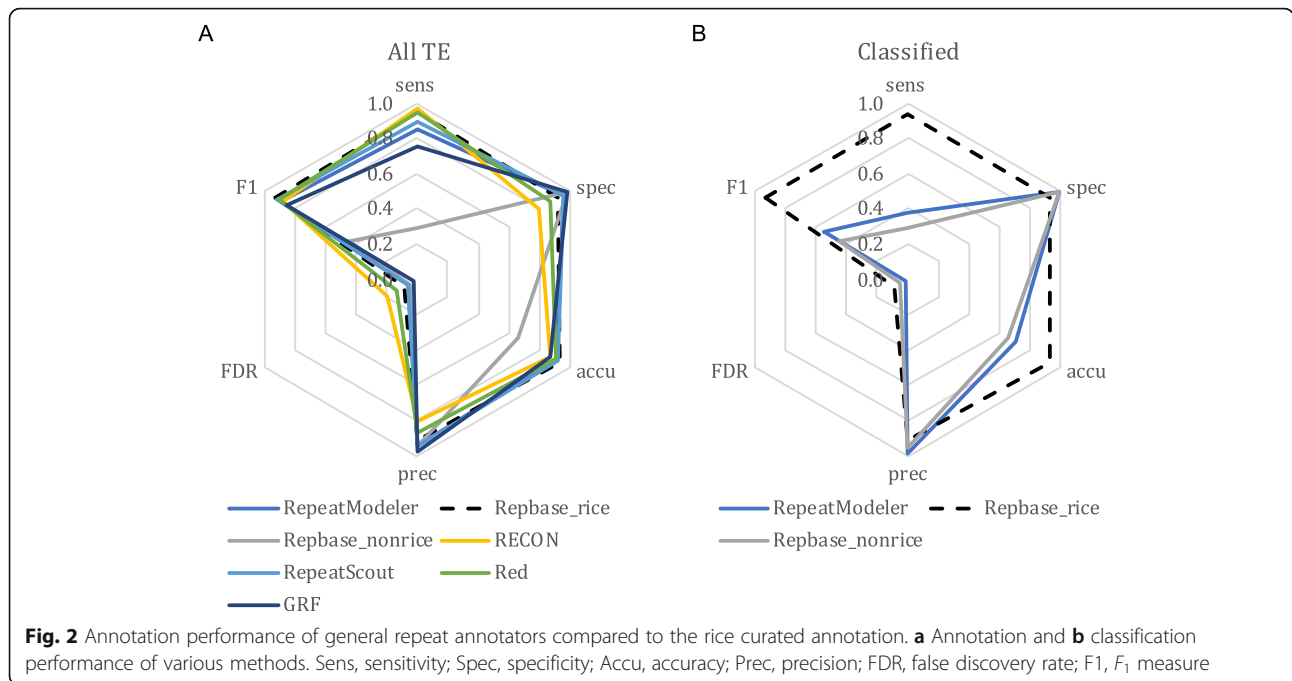 A
All TE
sens
1.0
0.8
0.6
0.4
0.2
0.0
F1
spec
FDR
accu
prec
RepeatModeler
Repbase_rice
Repbase_nonrice
RECON
RepeatScout
Red
GRF
B
Classified
sens
1.0
0.8
0.6
0.4
0.2
0.0
F1
spec
FDR
accu
prec
RepeatModeler
Repbase_rice
Repbase_nonrice
Fig. 2 Annotation performance of general repeat annotators compared to the rice curated annotation. a Annotation and b classification
performance of various methods. Sens, sensitivity; Spec, specificity; Accu, accuracy; Prec, precision; FDR, false discovery rate; F1, F1 measure